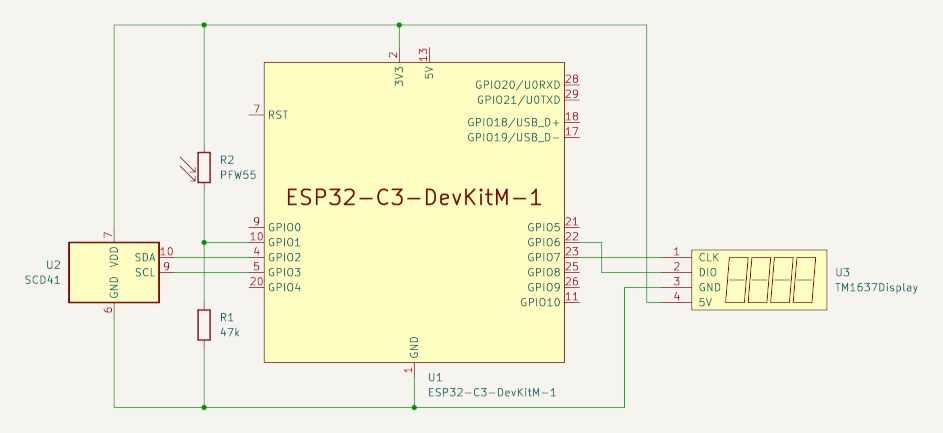 2
3V3
13
5V
GPIO20/U0RXD 28
GPIO21/U0TXD 29
7 RST
GPIO18/USB_D+ 18
GPIO19/USB_D- 17
R2
PFW55
ESP32-C3-DevKitM-1
9 GPIO0
10 GPIO1
4 GPIO2
5 GPIO3
20 GPIO4
GPIO5 21
GPIO6 22
GPIO7 23
GPIO8 25
GPIO9 26
GPIO10 11
U2
SCD41
7
VDD
SDA 10
SCL 9
GND
6
1 CLK
2 DIO
3 GND
4 5V
U3
TM1637Display
R1
47k
GND
1
U1
ESP32-C3-DevKitM-1